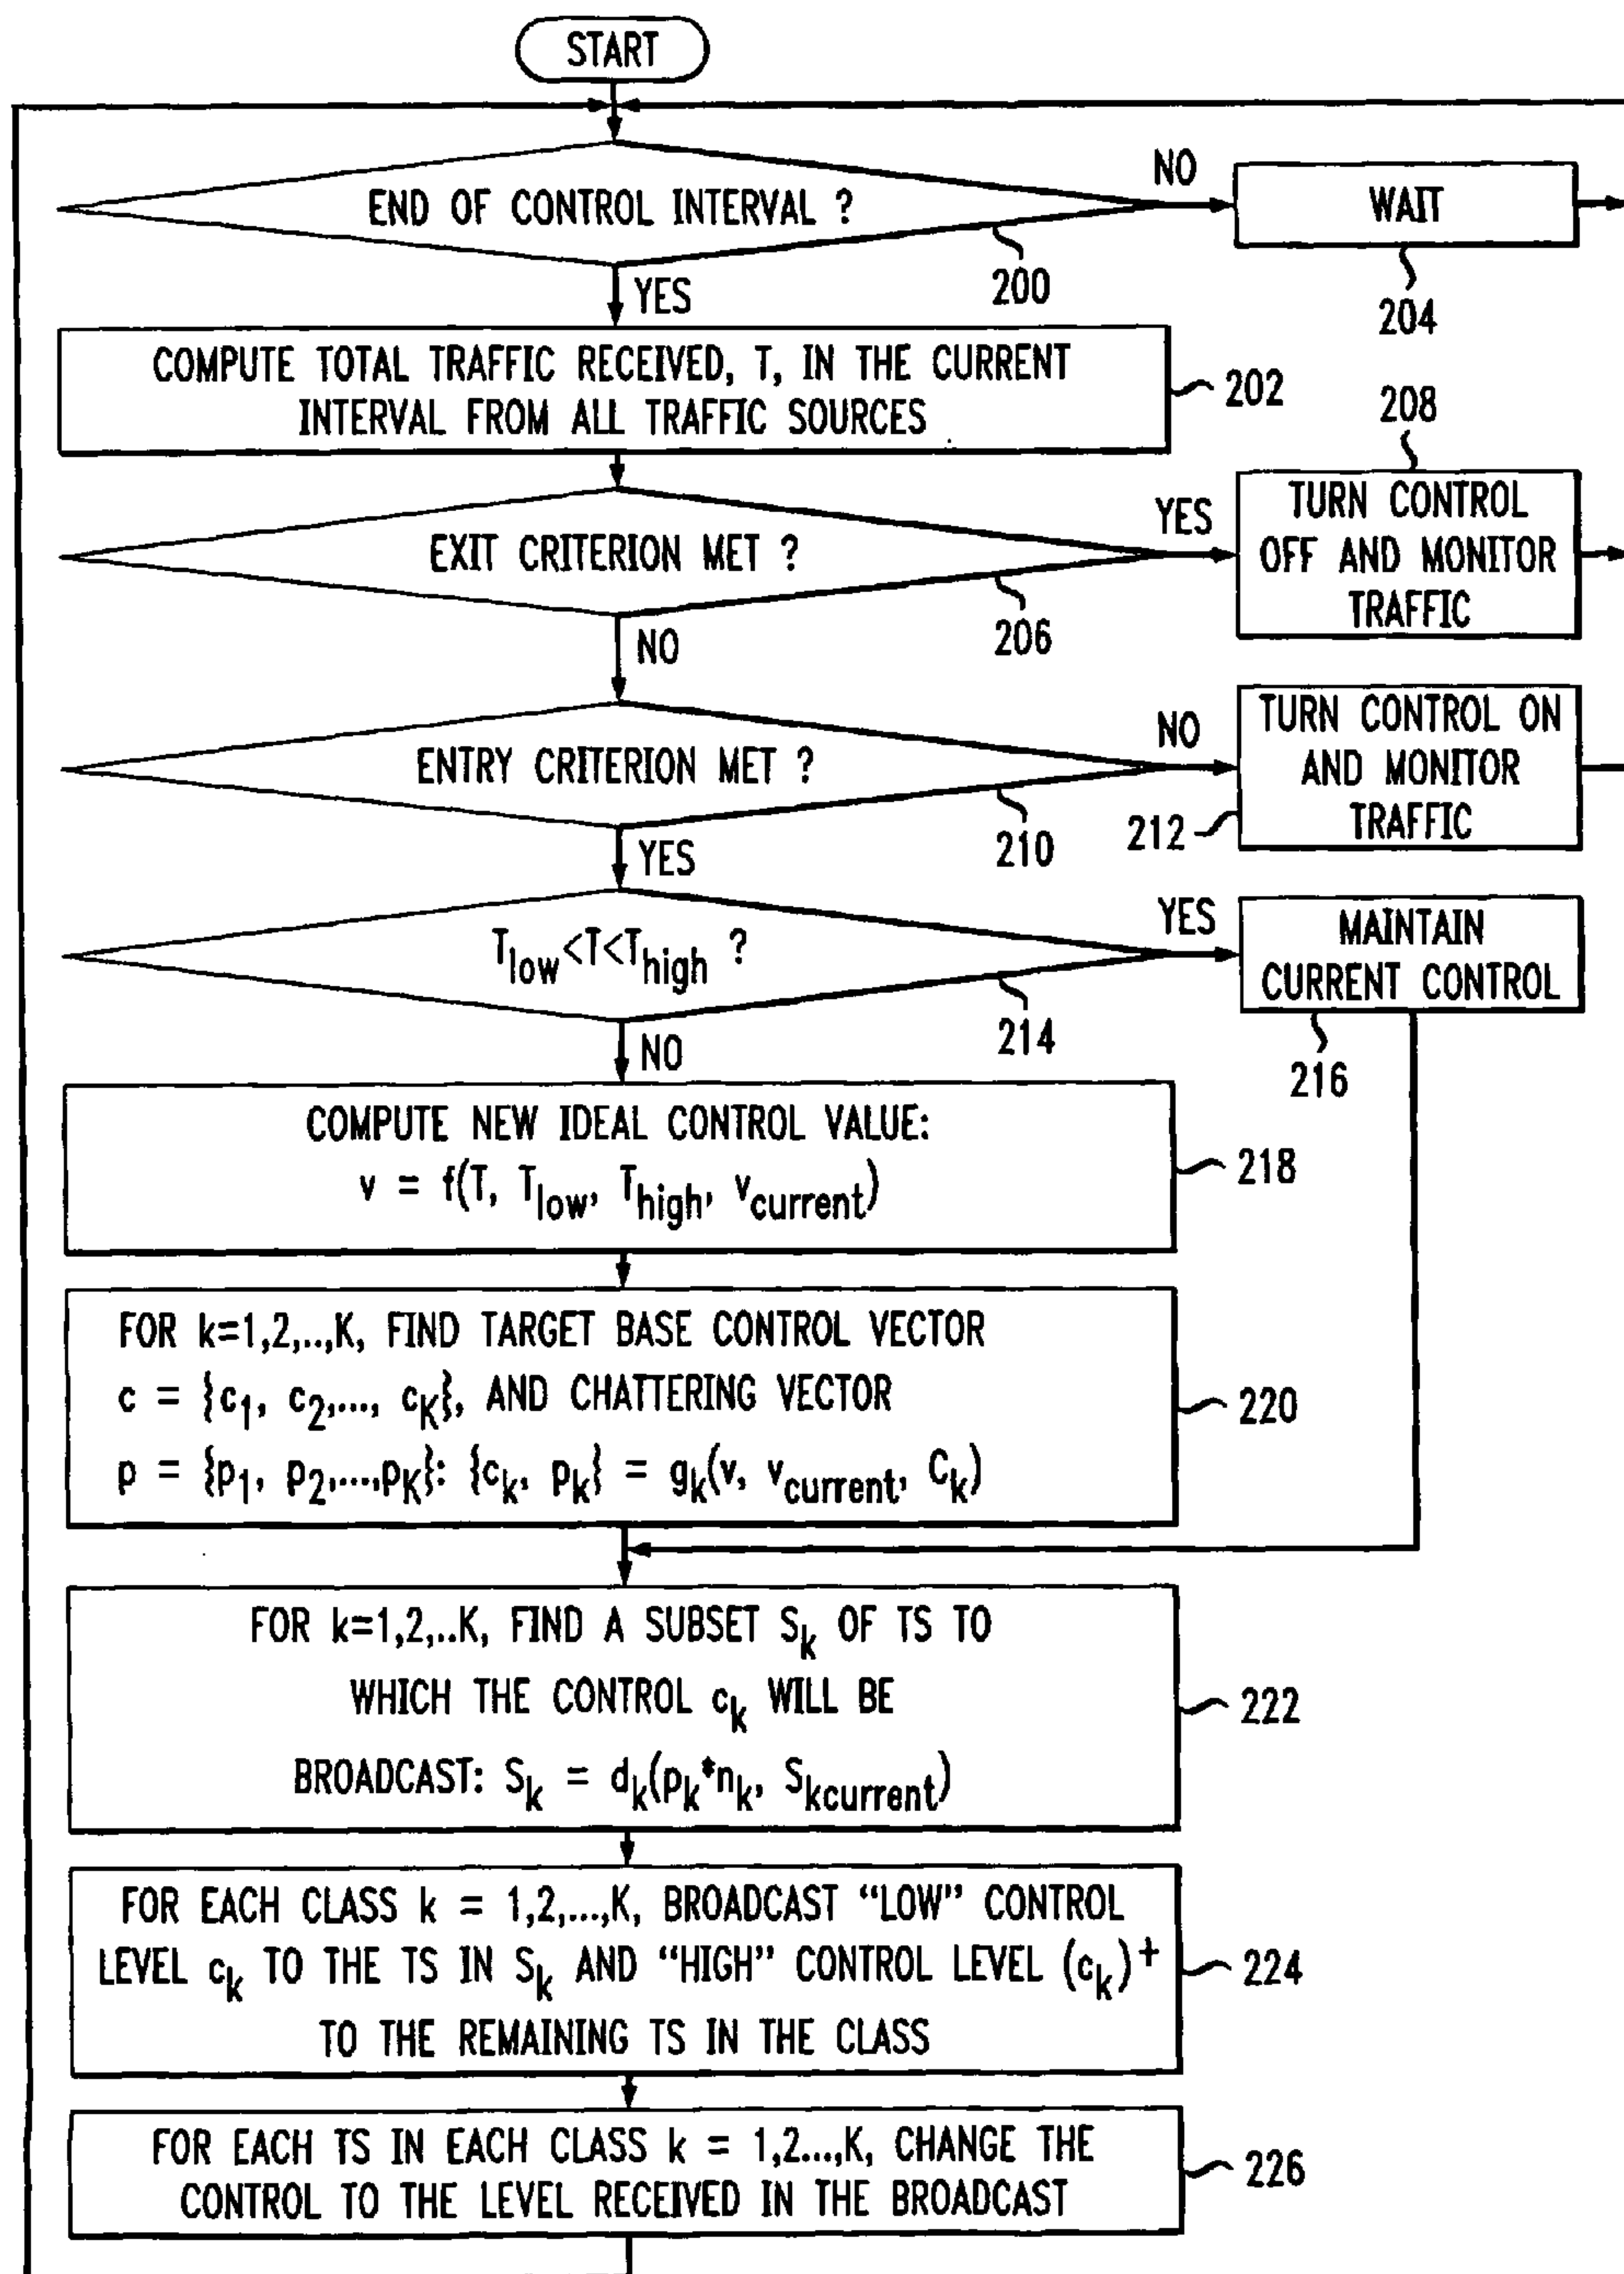 START
END OF CONTROL INTERVAL ?
NO
WAIT
200
204
YES
COMPUTE TOTAL TRAFFIC RECEIVED, T, IN THE CURRENT
INTERVAL FROM ALL TRAFFIC SOURCES
202
208
EXIT CRITERION MET ?
YES
TURN CONTROL
OFF AND MONITOR
TRAFFIC
206
NO
ENTRY CRITERION MET ?
NO
TURN CONTROL ON
AND MONITOR
TRAFFIC
210
212
YES
T_low<T<T_high ?
YES
MAINTAIN
CURRENT CONTROL
214
216
NO
COMPUTE NEW IDEAL CONTROL VALUE:
v = f(T, T_low, T_high, v_current)
218
FOR k=1,2,..,K, FIND TARGET BASE CONTROL VECTOR
c = {c_1, c_2,..., c_K}, AND CHATTERING VECTOR
p = {p_1, p_2,...,p_K}: {c_k, p_k} = g_k(v, v_current, C_k)
220
FOR k=1,2,..K, FIND A SUBSET S_k OF TS TO
WHICH THE CONTROL c_k WILL BE
BROADCAST: S_k = d_k(p_k*n_k, S_kcurrent)
222
FOR EACH CLASS k = 1,2,...,K, BROADCAST “LOW” CONTROL
LEVEL c_k TO THE TS IN S_k AND “HIGH” CONTROL LEVEL (c_k)^+
TO THE REMAINING TS IN THE CLASS
224
FOR EACH TS IN EACH CLASS k = 1,2...,K, CHANGE THE
CONTROL TO THE LEVEL RECEIVED IN THE BROADCAST
226